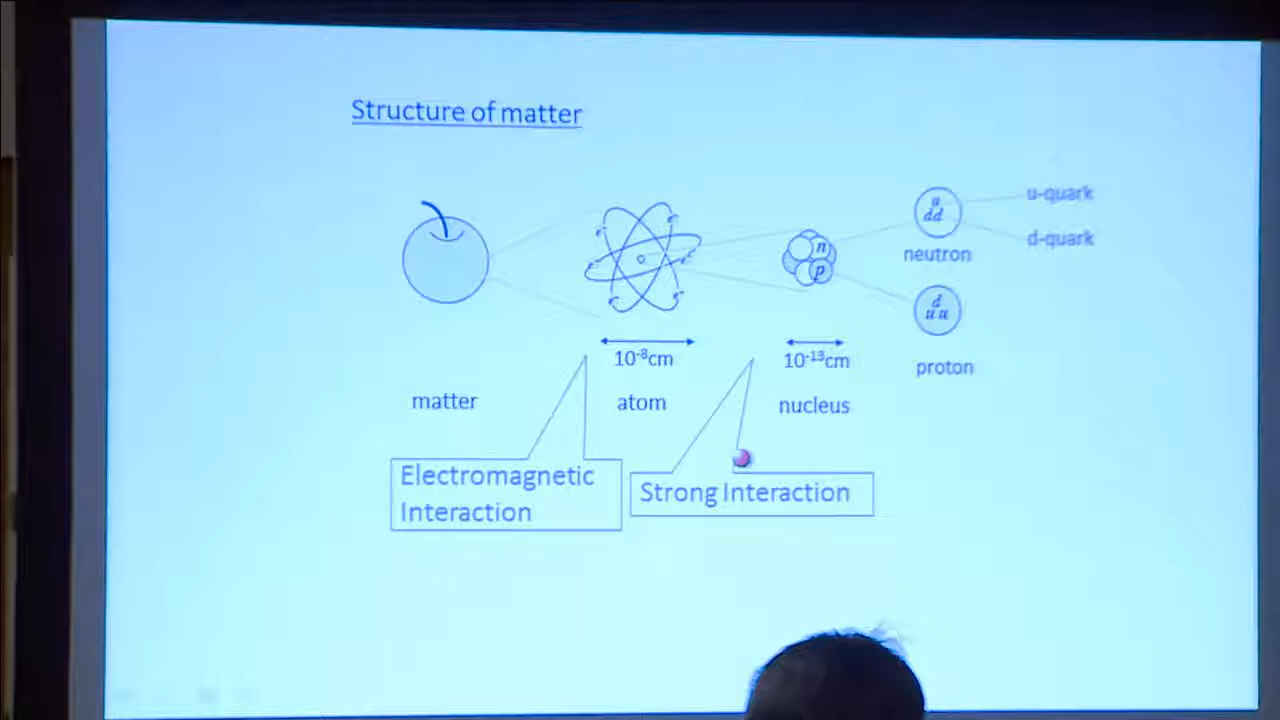 Structure of matter
u-quark
d-quark
u
dd
neutron
n
p
d
u u
proton
10⁻⁸cm
10⁻¹³cm
matter
atom
nucleus
Electromagnetic
Interaction
Strong Interaction